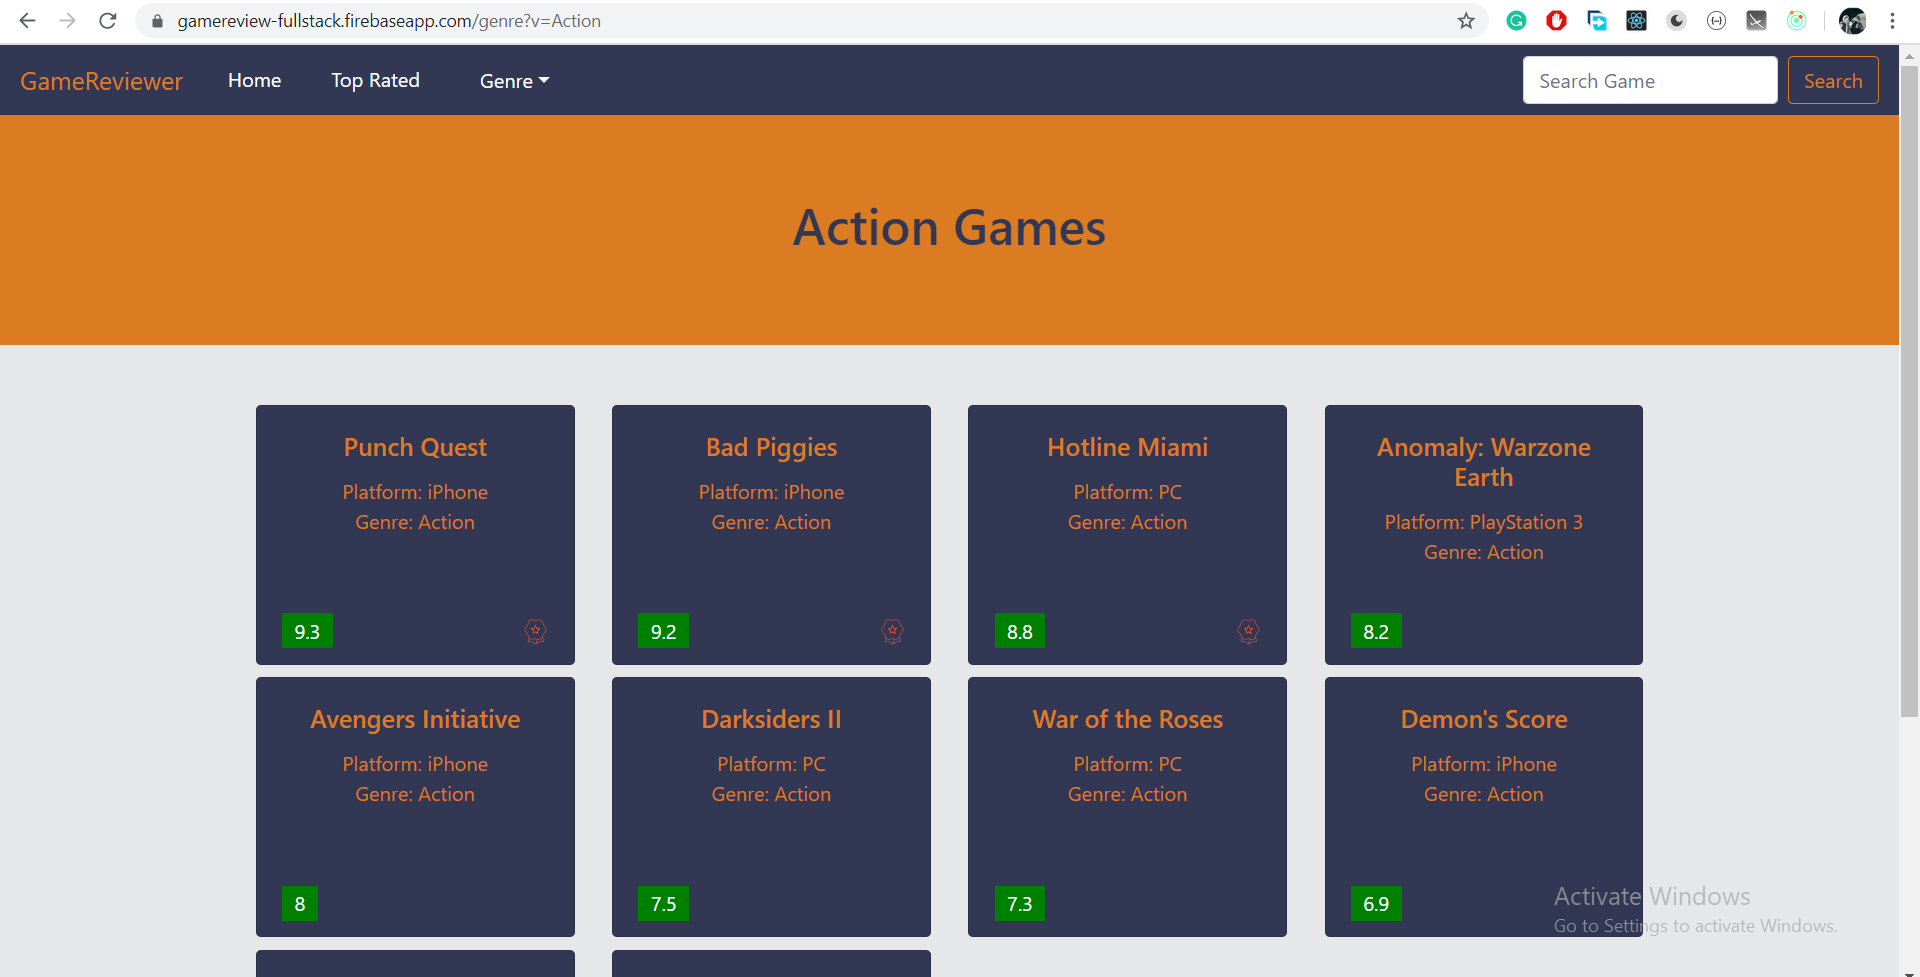 gamereview-fullstack.firebaseapp.com/genre?v=Action
GameReviewer
Home
Top Rated
Genre
Search Game
Search
Action Games
Punch Quest
Platform: iPhone
Genre: Action
9.3
Bad Piggies
Platform: iPhone
Genre: Action
9.2
Hotline Miami
Platform: PC
Genre: Action
8.8
Anomaly: Warzone
Earth
Platform: PlayStation 3
Genre: Action
8.2
Avengers Initiative
Platform: iPhone
Genre: Action
8
Darksiders II
Platform: PC
Genre: Action
7.5
War of the Roses
Platform: PC
Genre: Action
7.3
Demon's Score
Platform: iPhone
Genre: Action
6.9
Activate Windows
Go to Settings to activate Windows.